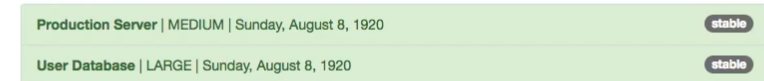 Production Server | MEDIUM | Sunday, August 8, 1920 stable
User Database | LARGE | Sunday, August 8, 1920 stable